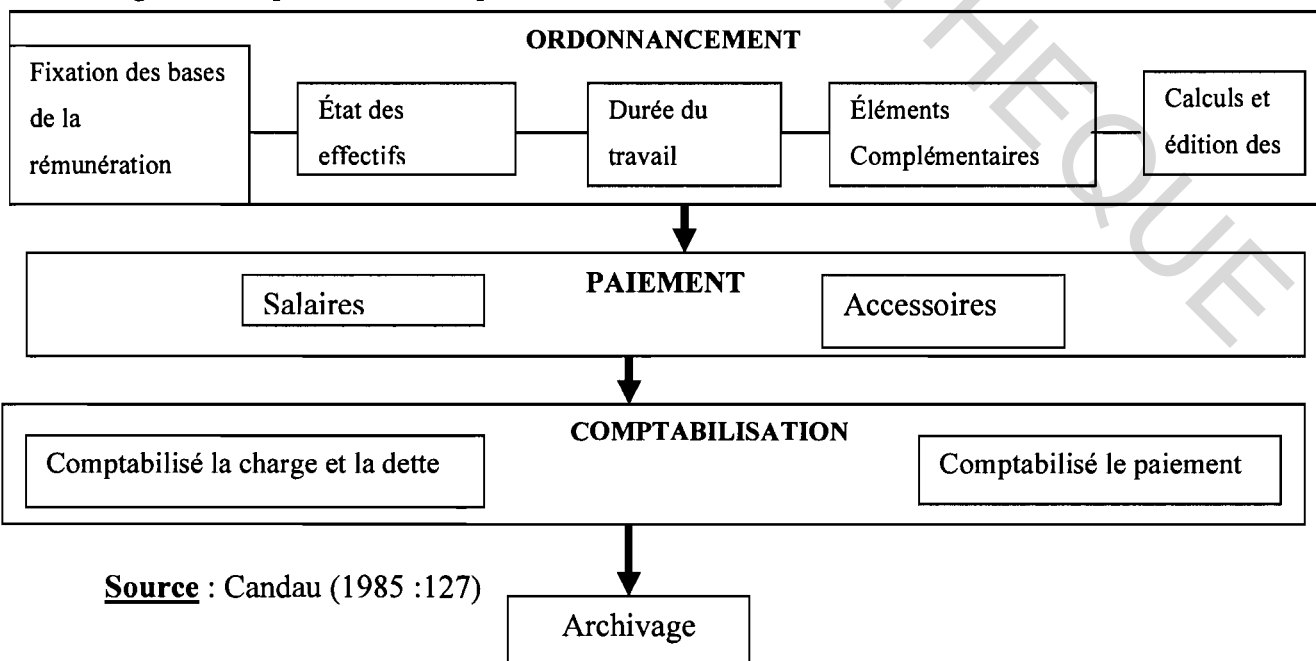 ORDONNANCEMENT
Fixation des bases
de la
rémunération
État des
effectifs
Durée du
travail
Éléments
Complémentaires
Calculs et
édition des
PAIEMENT
Salaires
Accessoires
COMPTABILISATION
Comptabilisé la charge et la dette
Comptabilisé le paiement
Source : Candau (1985 :127)
Archivage
THEQUE